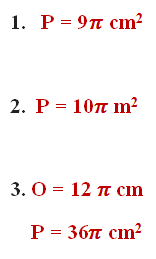 1. P = 9π cm²
2. P = 10π m²
3. O = 12 π cm
P = 36π cm²